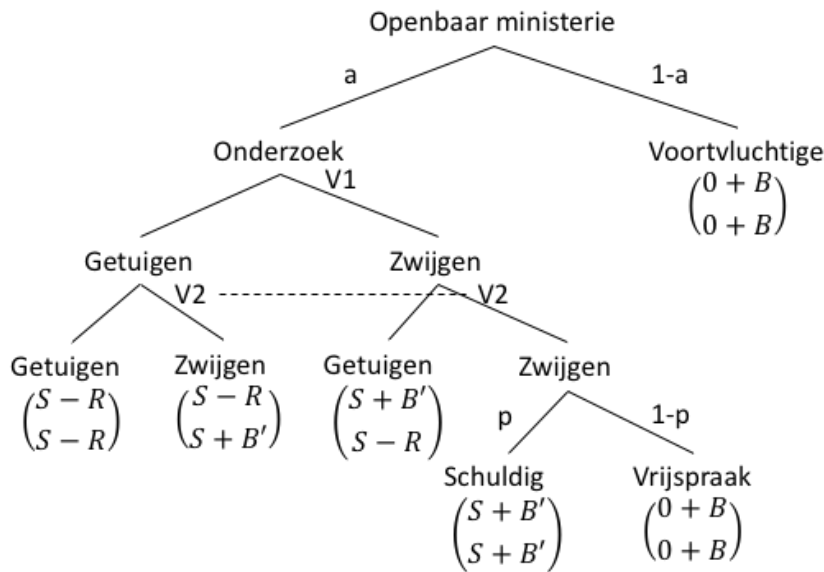 Openbaar ministerie
a 1-a
Onderzoek Voortvluchtige
V1 (0 + B)
(0 + B)
Getuigen Zwijgen
V2 V2
Getuigen Zwijgen Getuigen Zwijgen
(S − R) (S − R) (S + B′)
(S − R) (S + B′) (S − R)
p 1-p
Schuldig Vrijspraak
(S + B′) (0 + B)
(S + B′) (0 + B)